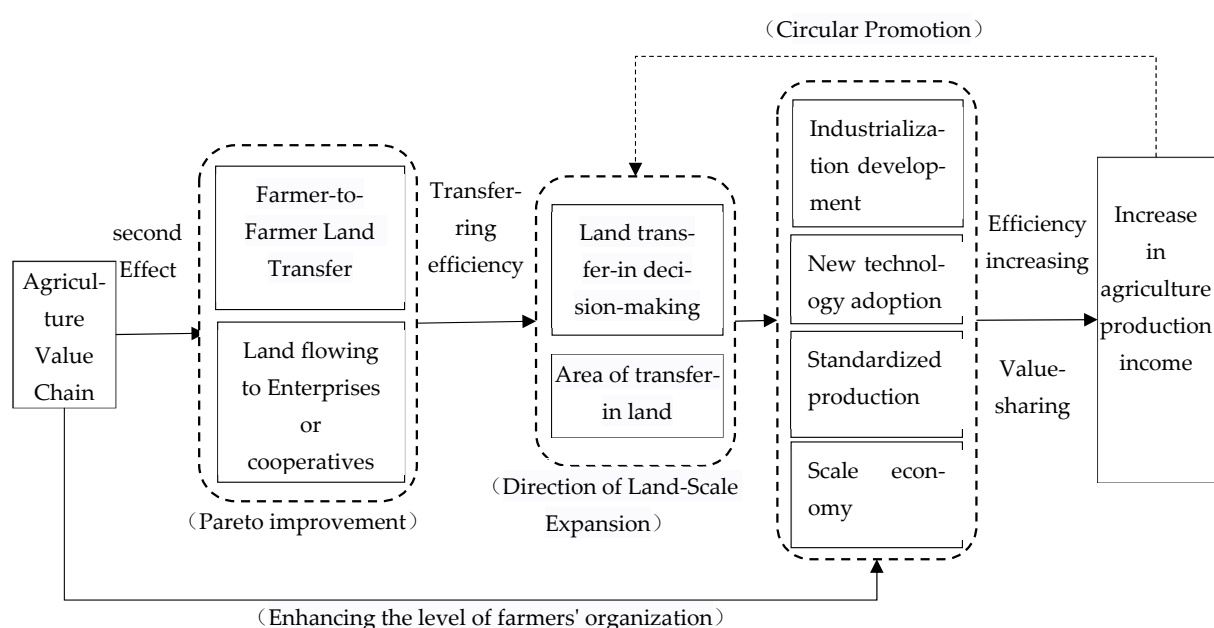 （Circular Promotion）
Agricul-
ture
Value
Chain
second
Effect
Farmer-to-
Farmer Land
Transfer
Land flowing
to Enterprises
or
cooperatives
（Pareto improvement）
Transfer-
ring
efficiency
Land trans-
fer-in deci-
sion-making
Area of transfer-
in land
（Direction of Land-Scale
Expansion）
Industrializa-
tion develop-
ment
New technol-
ogy adoption
Standardized
production
Scale econ-
omy
Efficiency
increasing
Value-
sharing
Increase
in
agriculture
production
income
（Enhancing the level of farmers' organization）